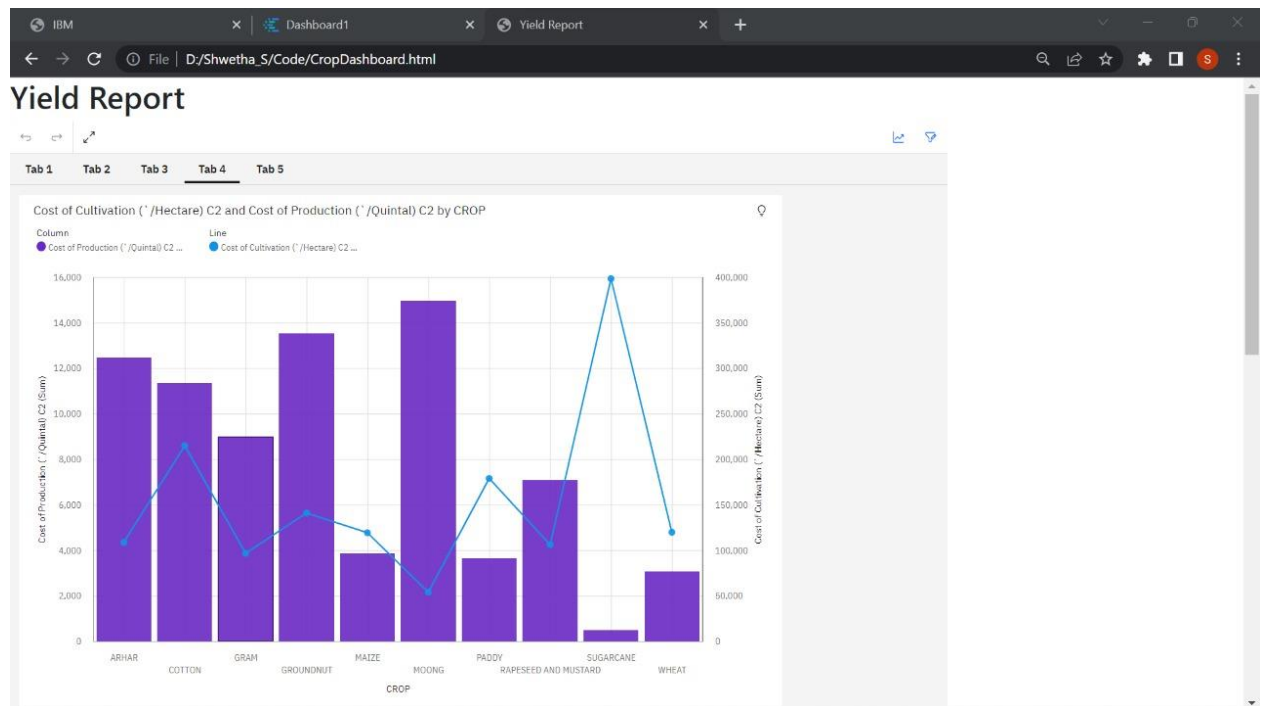 IBM
Dashboard1
Yield Report
File
D:/Shwetha_S/Code/CropDashboard.html
S
Yield Report
Tab 1 Tab 2 Tab 3 Tab 4 Tab 5
Cost of Cultivation (`/Hectare) C2 and Cost of Production (`/Quintal) C2 by CROP
Column Line
Cost of Production (`/Quintal) C2 ... Cost of Cultivation (`/Hectare) C2 ...
16,000 400,000
14,000 350,000
12,000 300,000
10,000 250,000
8,000 200,000
6,000 150,000
4,000 100,000
2,000 50,000
0 0
Cost of Production (`/Quintal) C2 (Sum)
Cost of Cultivation (`/Hectare) C2 (Sum)
ARHAR GRAM MAIZE PADDY SUGARCANE
COTTON GROUNDNUT MOONG RAPESEED AND MUSTARD WHEAT
CROP